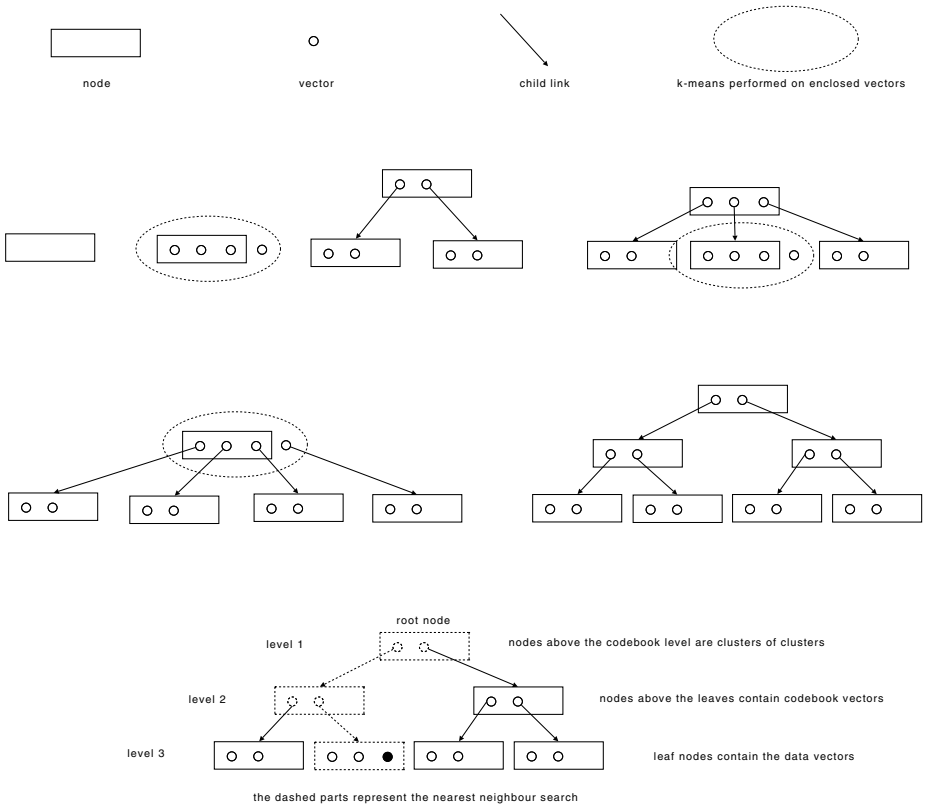 node
vector
child link
k-means performed on enclosed vectors
root node
level 1
nodes above the codebook level are clusters of clusters
level 2
nodes above the leaves contain codebook vectors
level 3
leaf nodes contain the data vectors
the dashed parts represent the nearest neighbour search